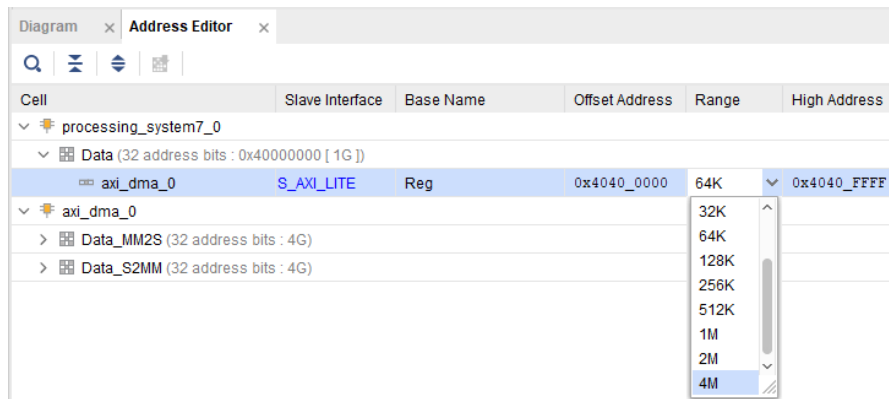 Diagram × Address Editor ×
Cell Slave Interface Base Name Offset Address Range High Address
processing_system7_0
Data (32 address bits : 0x40000000 [ 1G ])
axi_dma_0 S_AXI_LITE Reg 0x4040_0000 64K 0x4040_FFFF
axi_dma_0
Data_MM2S (32 address bits : 4G)
Data_S2MM (32 address bits : 4G)
32K
64K
128K
256K
512K
1M
2M
4M